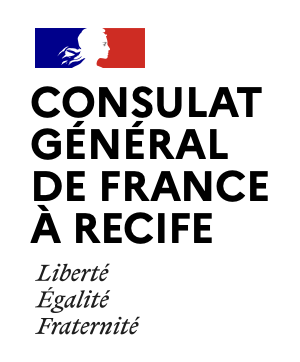 CONSULAT
GÉNÉRAL
DE FRANCE
À RECIFE
Liberté
Égalité
Fraternité